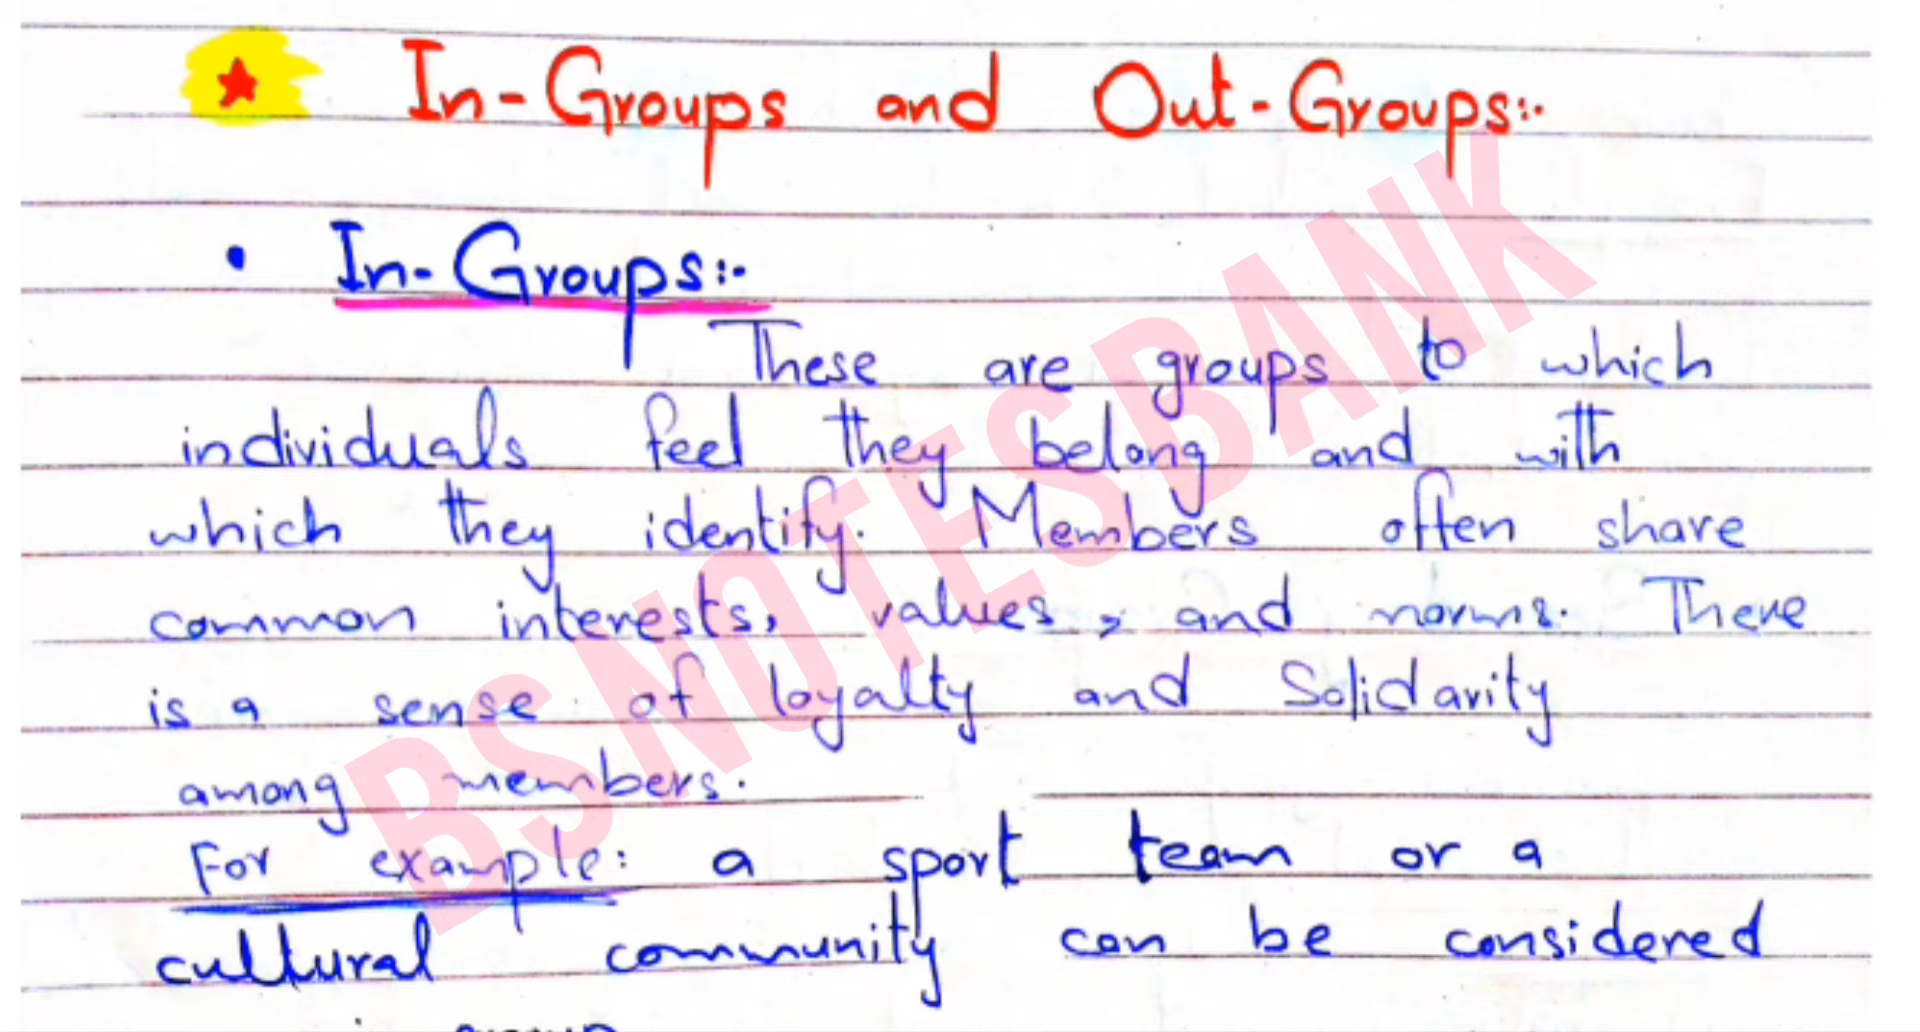 ★ In-Groups and Out-Groups:-
• In-Groups:-
These are groups to which
individuals feel they belong and with
which they identify. Members often share
common interests, values, and norms. There
is a sense of loyalty and Solidarity
among members.
For example: a sport team or a
cultural community can be considered
group
BSNOTESBANK